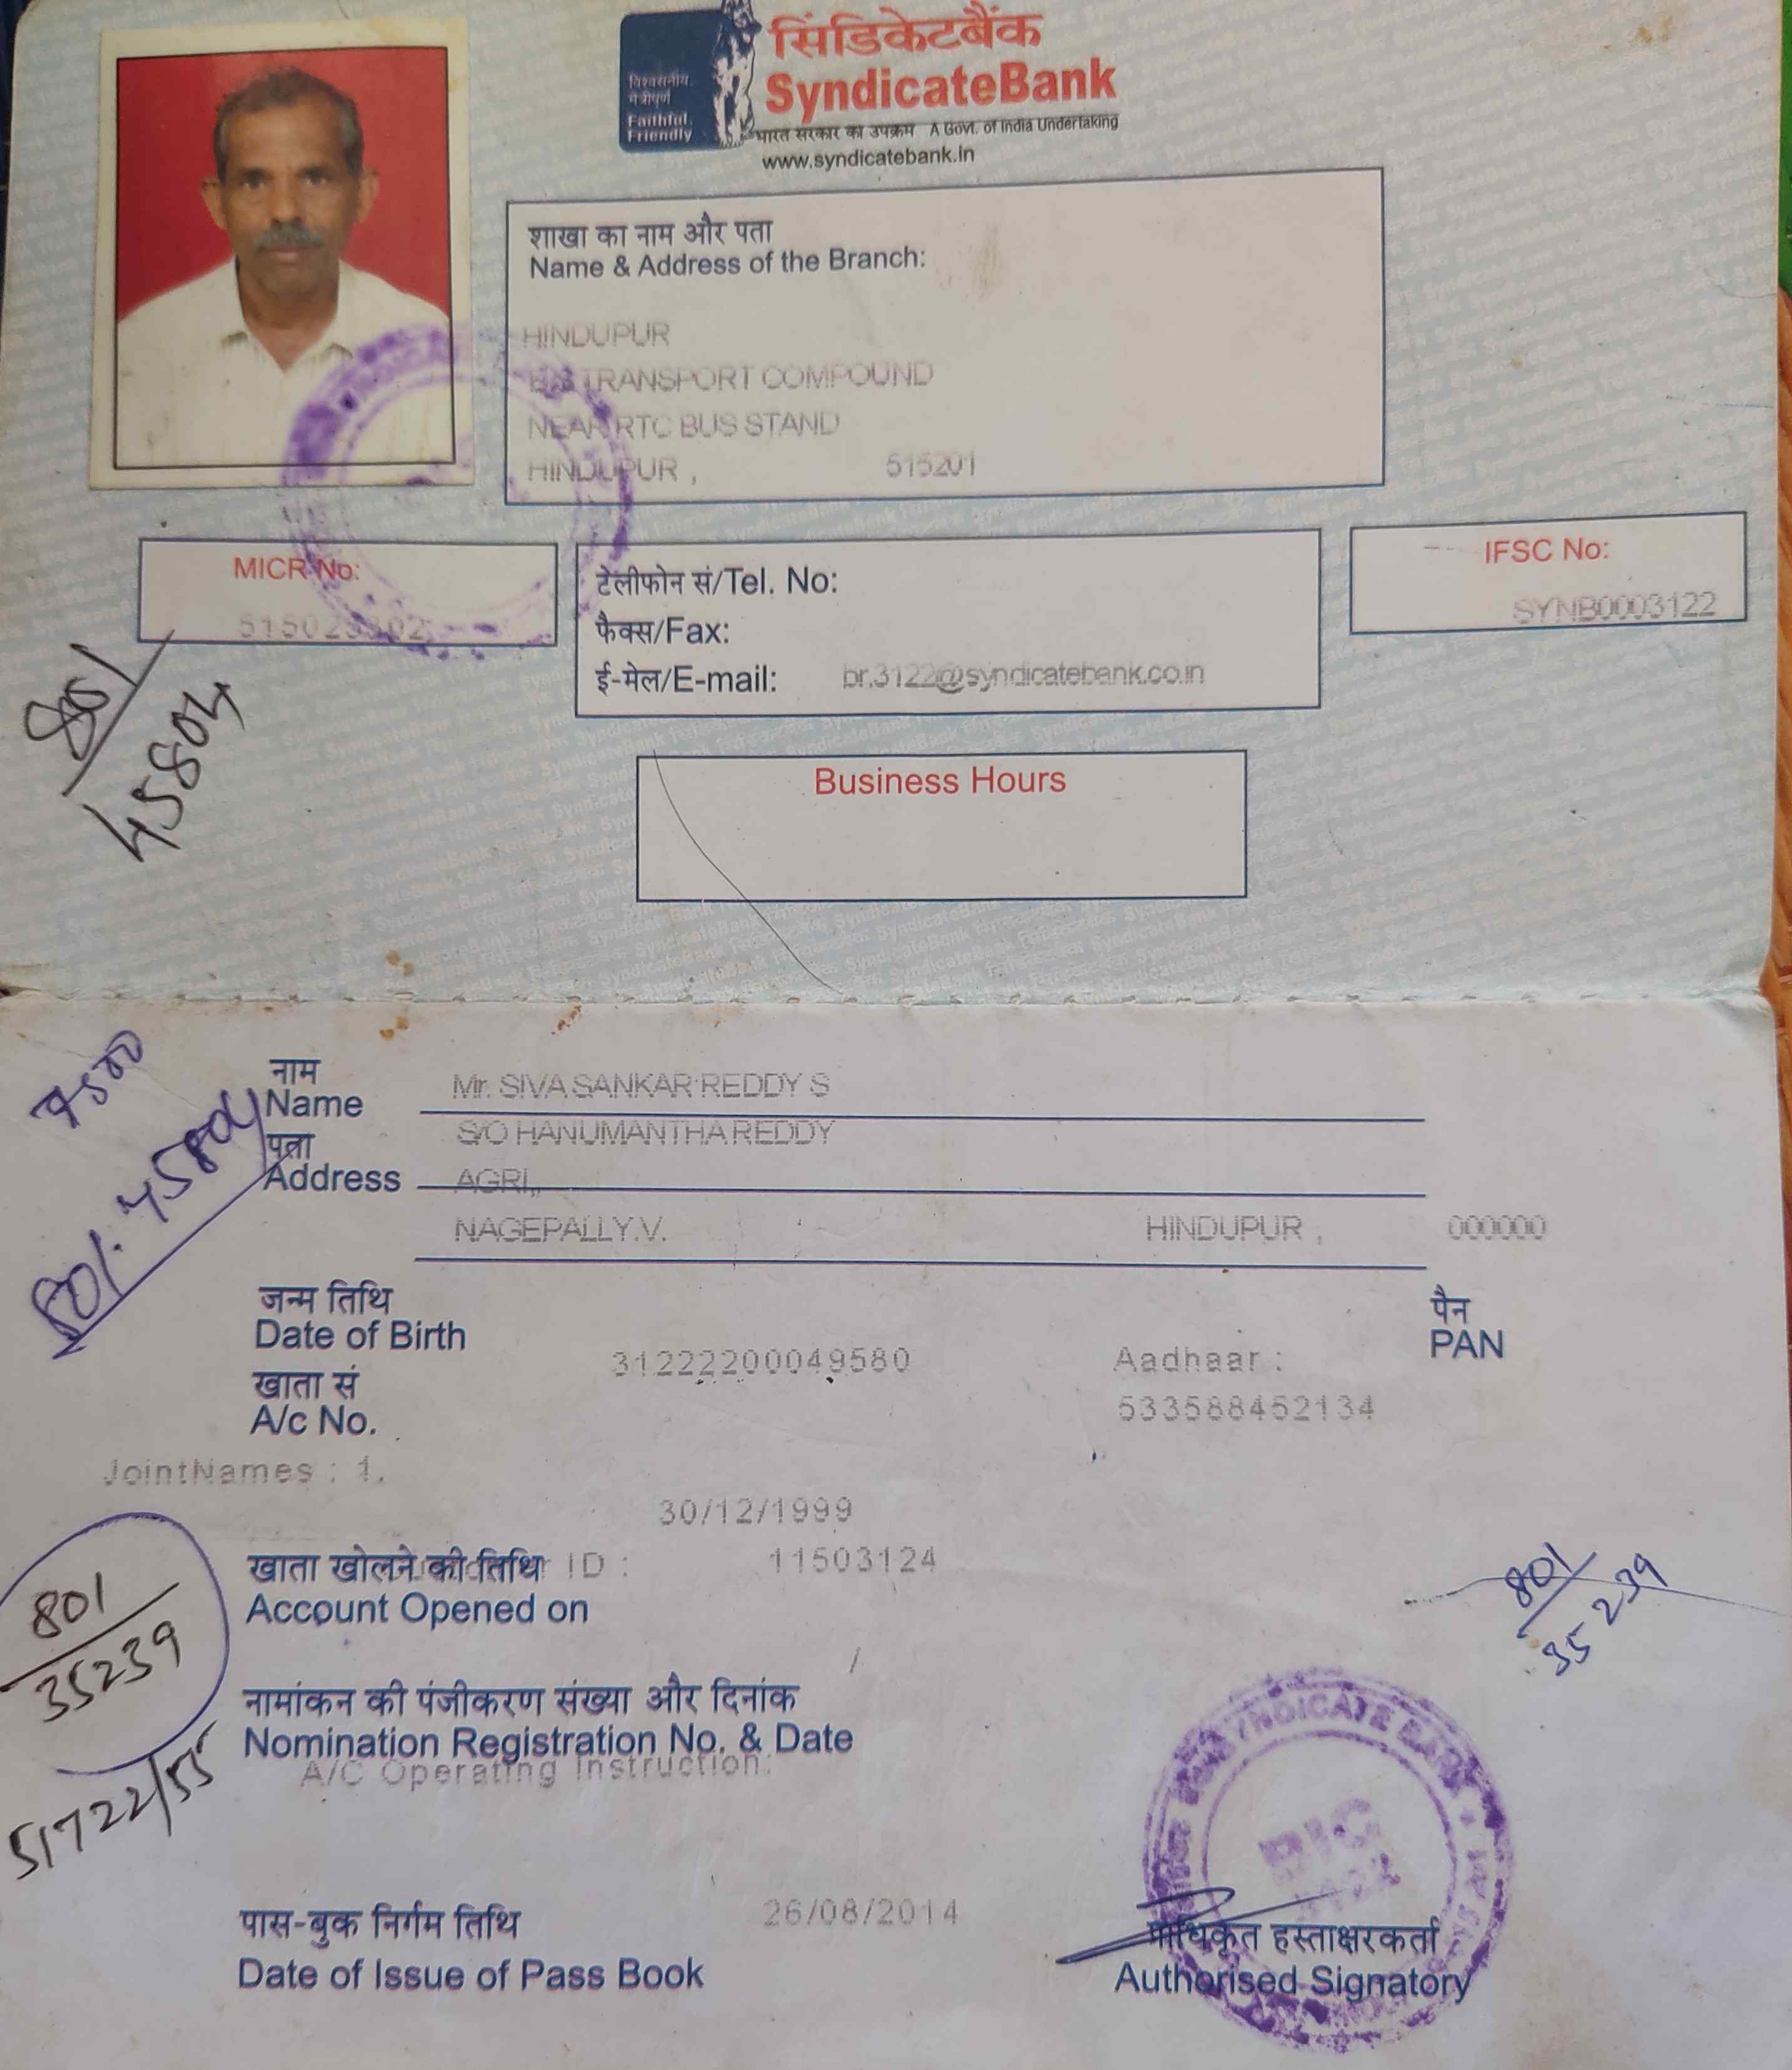 सिंडिकेटबैंक
SyndicateBank
विश्वसनीय, मैत्रीपूर्ण
Faithful, Friendly
भारत सरकार का उपक्रम A Govt. of India Undertaking
www.syndicatebank.in
शाखा का नाम और पता
Name & Address of the Branch:
HINDUPUR
TRANSPORT COMPOUND
NEAR RTC BUS STAND
HINDUPUR , 515201
MICR No:
टेलीफोन सं/Tel. No:
फैक्स/Fax:
ई-मेल/E-mail: br.3122@syndicatebank.co.in
IFSC No:
SYNB0003122
801
45804
Business Hours
7500
801. 45804
नाम
Name Mr. SIVA SANKAR REDDY S
S/O HANUMANTHA REDDY
पता
Address AGRI,,
NAGEPALLY.V. HINDUPUR , 000000
जन्म तिथि
Date of Birth
पैन
PAN
31222200049580 Aadhaar :
533588452134
खाता सं
A/c No.
JointNames : 1.
30/12/1999
खाता खोलने की तिथि ID : 11503124
Account Opened on
801
35239
801
35239
नामांकन की पंजीकरण संख्या और दिनांक
Nomination Registration No. & Date
A/C Operating Instruction:
51722/55
SYNDICATE BANK
पास-बुक निर्गम तिथि 26/08/2014
Date of Issue of Pass Book
प्राधिकृत हस्ताक्षरकर्ता
Authorised Signatory